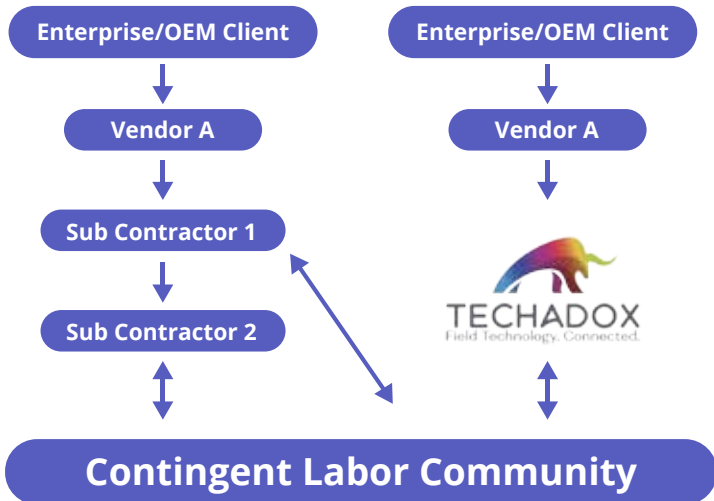 Enterprise/OEM Client
Enterprise/OEM Client
Vendor A
Vendor A
Sub Contractor 1
Sub Contractor 2
TECHADOX
Field Technology. Connected.
Contingent Labor Community